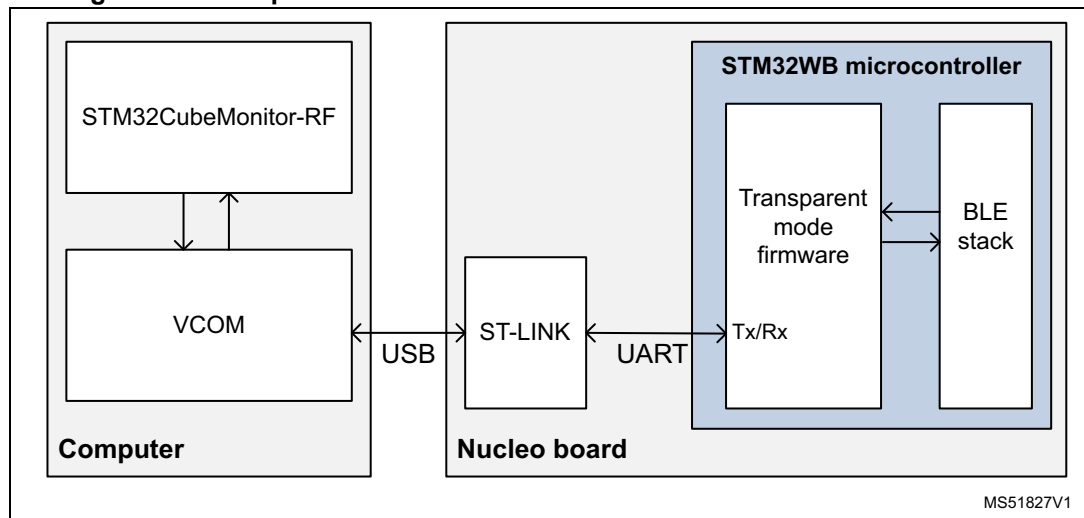 STM32CubeMonitor-RF
VCOM
Computer
USB
ST-LINK
UART
Nucleo board
STM32WB microcontroller
Transparent
mode
firmware
Tx/Rx
BLE
stack
MS51827V1